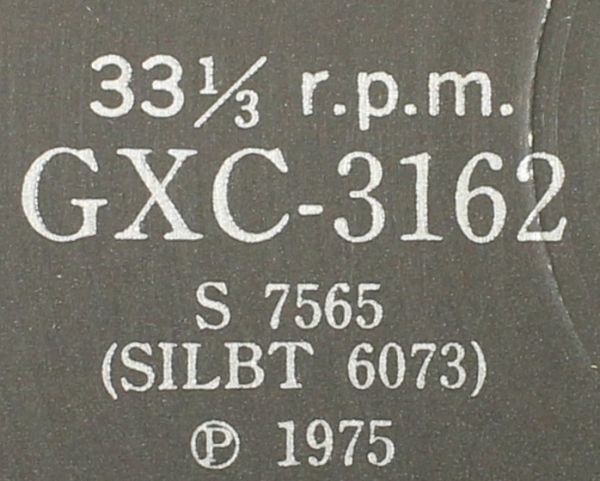 33⅓ r.p.m.
GXC-3162
S 7565
(SILBT 6073)
℗ 1975